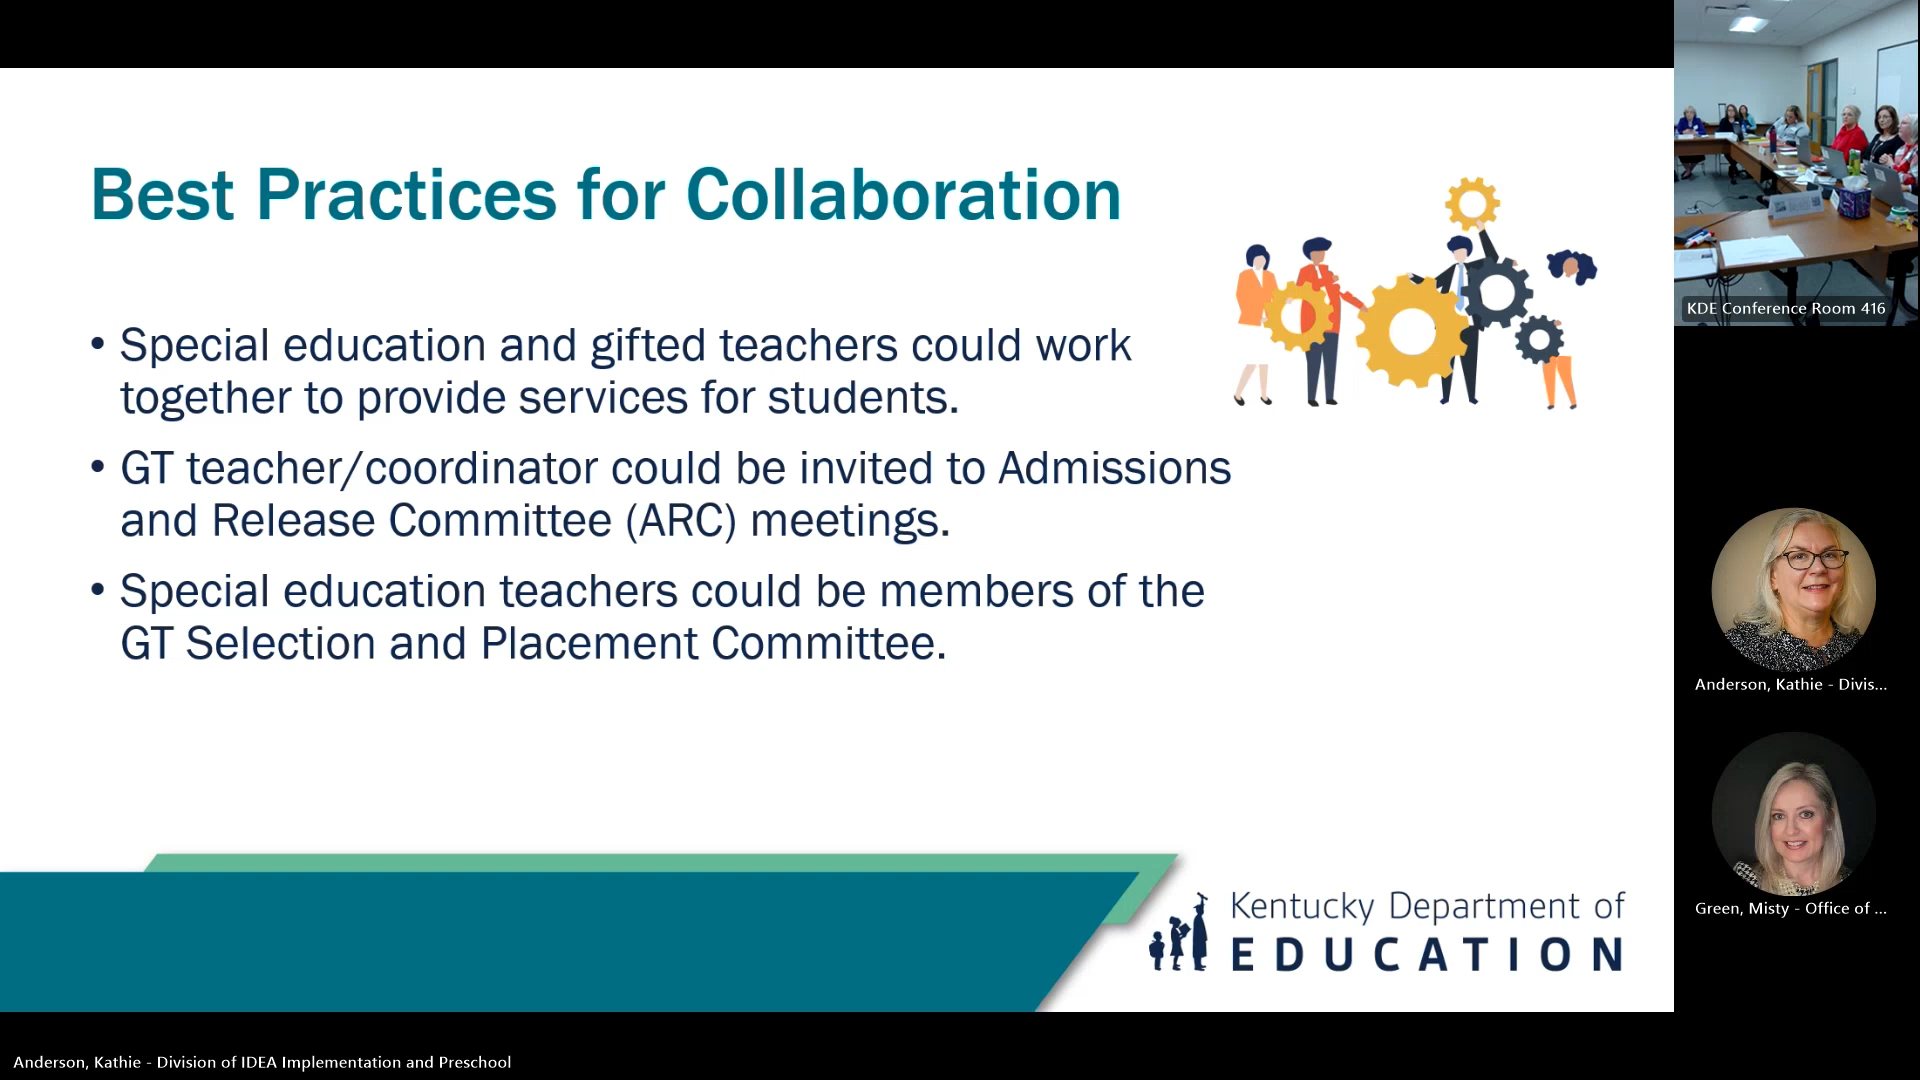 Best Practices for Collaboration
• Special education and gifted teachers could work
together to provide services for students.
• GT teacher/coordinator could be invited to Admissions
and Release Committee (ARC) meetings.
• Special education teachers could be members of the
GT Selection and Placement Committee.
Kentucky Department of
EDUCATION
KDE Conference Room 416
Anderson, Kathie - Divis...
Green, Misty - Office of ...
Anderson, Kathie - Division of IDEA Implementation and Preschool